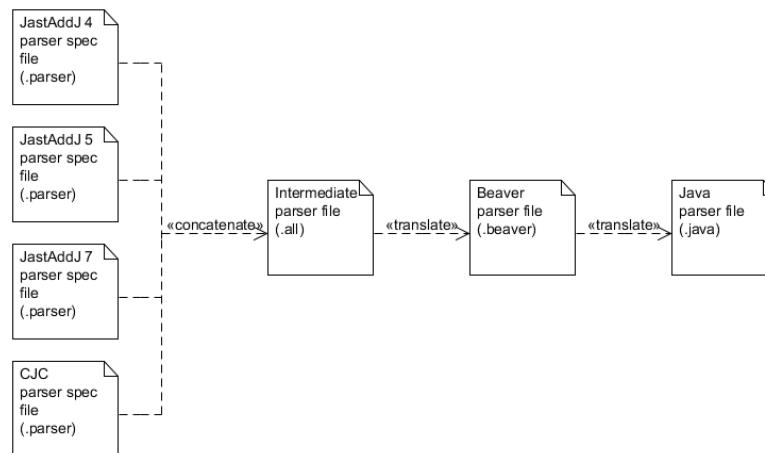 JastAddJ 4
parser spec
file
(.parser)
JastAddJ 5
parser spec
file
(.parser)
JastAddJ 7
parser spec
file
(.parser)
CJC
parser spec
file
(.parser)
«concatenate»
Intermediate
parser file
(.all)
«translate»
Beaver
parser file
(.beaver)
«translate»
Java
parser file
(.java)